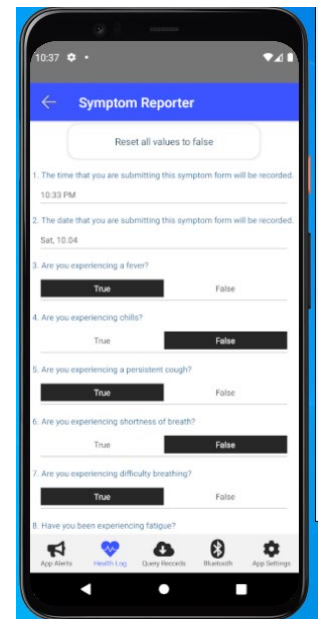 10:37
Symptom Reporter
Reset all values to false
1. The time that you are submitting this symptom form will be recorded.
10:33 PM
2. The date that you are submitting this symptom form will be recorded.
Sat, 10.04
3. Are you experiencing a fever?
True False
4. Are you experiencing chills?
True False
5. Are you experiencing a persistent cough?
True False
6. Are you experiencing shortness of breath?
True False
7. Are you experiencing difficulty breathing?
True False
8. Have you been experiencing fatigue?
App Alerts Health Log Query Records Bluetooth App Settings